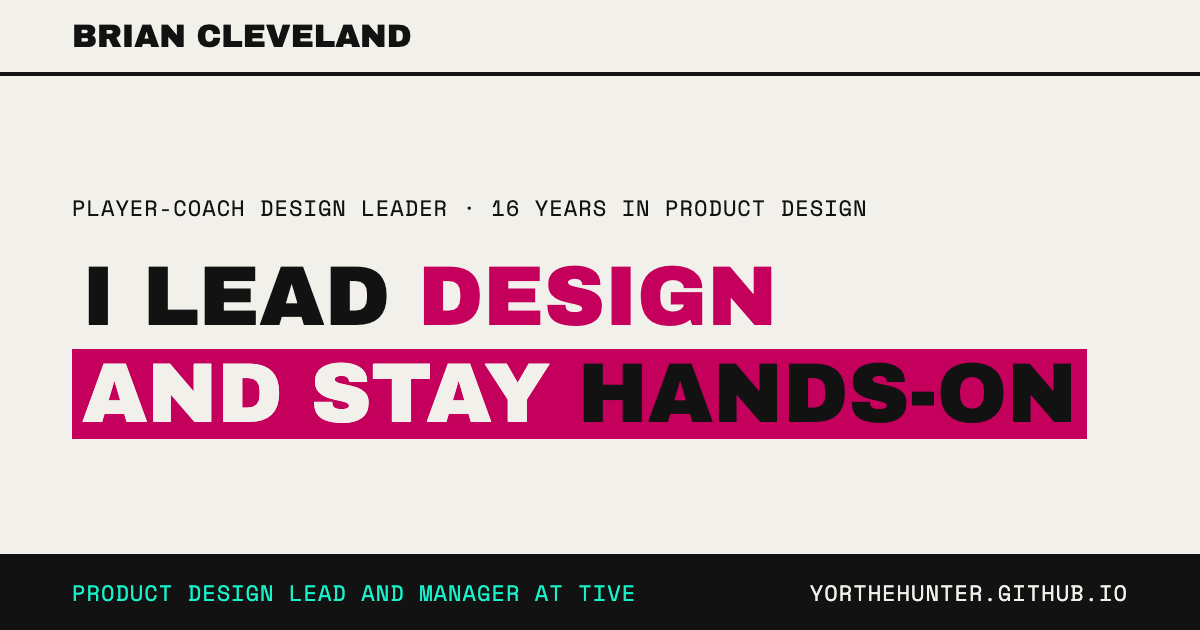 BRIAN CLEVELAND
PLAYER-COACH DESIGN LEADER · 16 YEARS IN PRODUCT DESIGN
I LEAD DESIGN
AND STAY HANDS-ON
PRODUCT DESIGN LEAD AND MANAGER AT TIVE
YORTHEHUNTER.GITHUB.IO